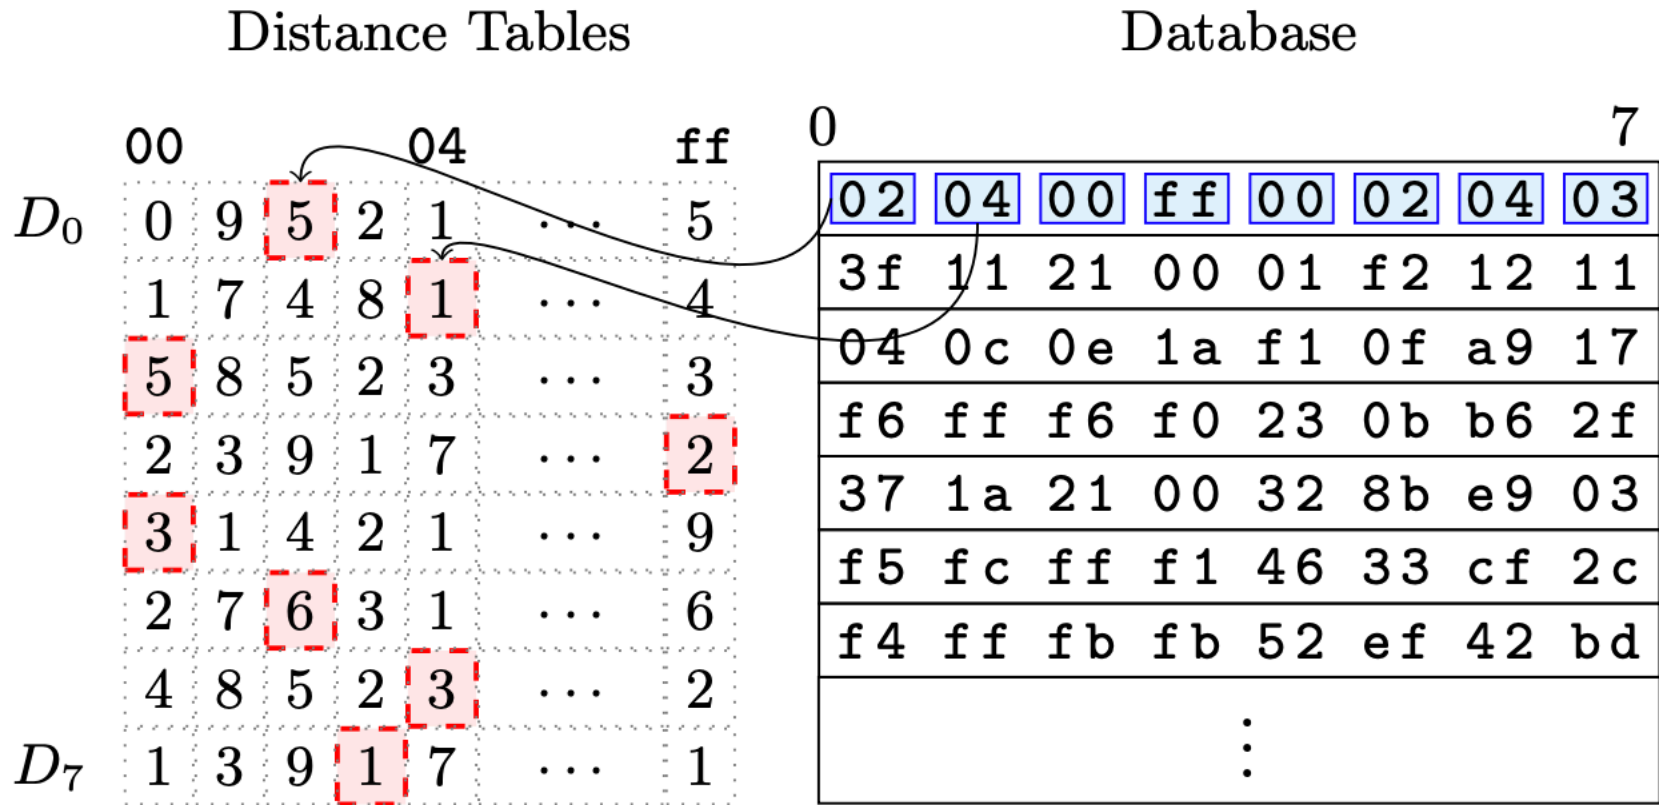 Distance Tables
00 04 ff
D0 0 9 5 2 1 ... 5
1 7 4 8 1 ... 4
5 8 5 2 3 ... 3
2 3 9 1 7 ... 2
3 1 4 2 1 ... 9
2 7 6 3 1 ... 6
4 8 5 2 3 ... 2
D7 1 3 9 1 7 ... 1
Database
0 7
02 04 00 ff 00 02 04 03
3f 11 21 00 01 f2 12 11
04 0c 0e 1a f1 0f a9 17
f6 ff f6 f0 23 0b b6 2f
37 1a 21 00 32 8b e9 03
f5 fc ff f1 46 33 cf 2c
f4 ff fb fb 52 ef 42 bd
⋮